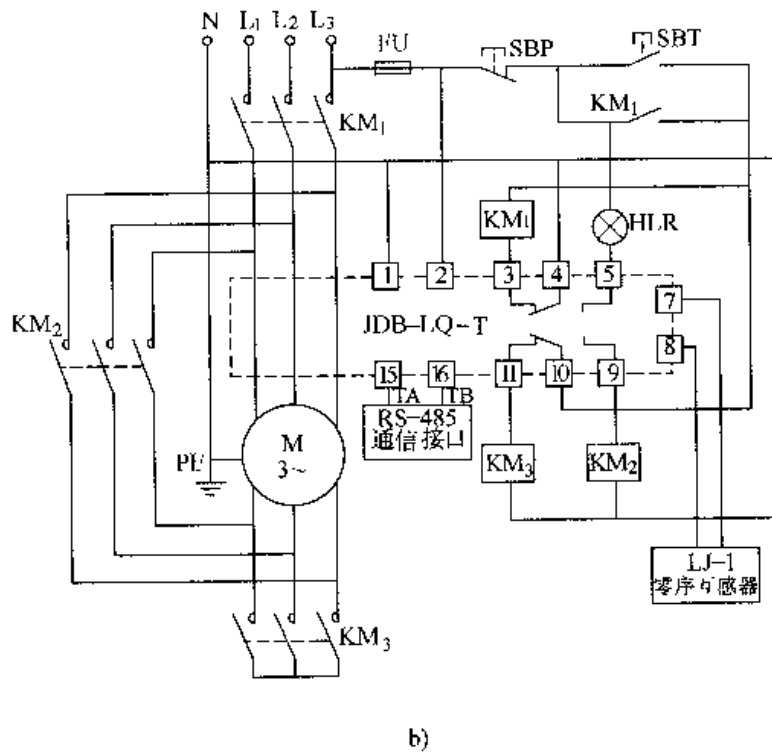 N L₁ L₂ L₃
FU
SBP
SBT
KM₁
KM₁
KM₁
HLR
1 2 3 4 5
7
JDB-LQ-T
8
KM₂
15 16 11 10 9
TA TB
RS-485
通信接口
KM₃
KM₂
PE
M
3~
LJ-1
零序互感器
KM₃
b)